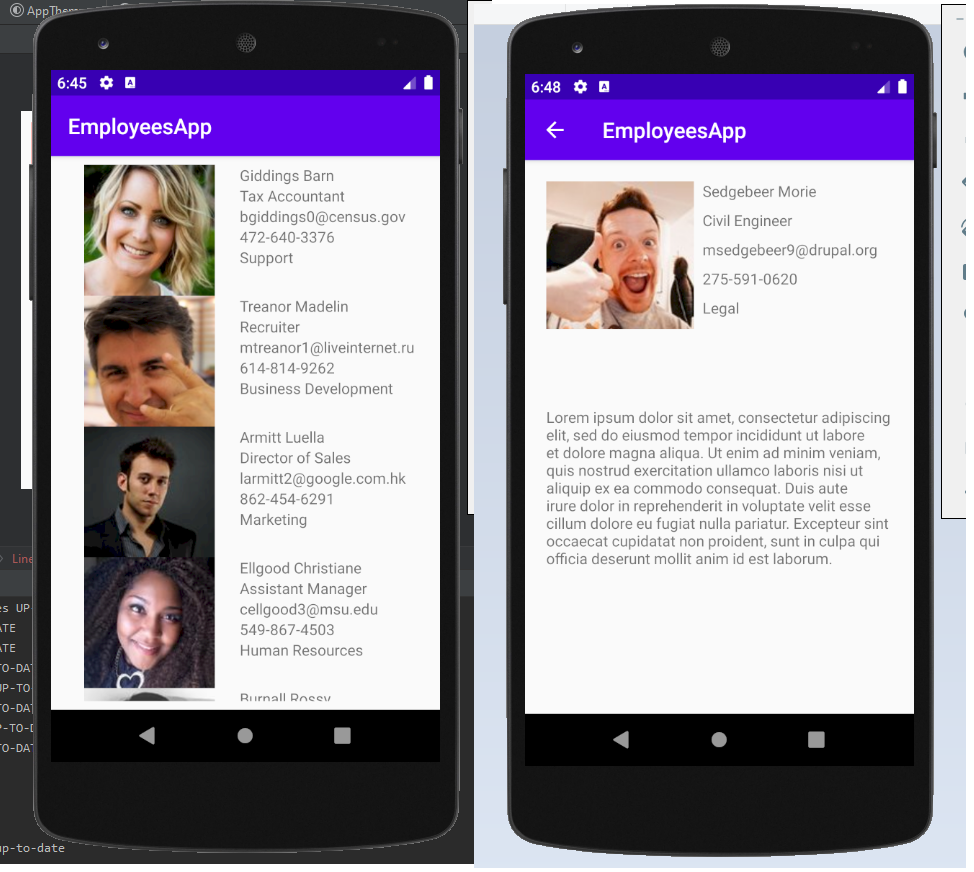 AppThem
6:45
A
EmployeesApp
Giddings Barn
Tax Accountant
bgiddings0@census.gov
472-640-3376
Support
Treanor Madelin
Recruiter
mtreanor1@liveinternet.ru
614-814-9262
Business Development
Armitt Luella
Director of Sales
larmitt2@google.com.hk
862-454-6291
Marketing
Ellgood Christiane
Assistant Manager
cellgood3@msu.edu
549-867-4503
Human Resources
Burnall Rossy
Line
es UP-
ATE
ATE
TO-DAT
UP-TO-
TO-DAT
P-TO-D
TO-DAT
up-to-date
6:48
A
EmployeesApp
Sedgebeer Morie
Civil Engineer
msedgebeer9@drupal.org
275-591-0620
Legal
Lorem ipsum dolor sit amet, consectetur adipiscing
elit, sed do eiusmod tempor incididunt ut labore
et dolore magna aliqua. Ut enim ad minim veniam,
quis nostrud exercitation ullamco laboris nisi ut
aliquip ex ea commodo consequat. Duis aute
irure dolor in reprehenderit in voluptate velit esse
cillum dolore eu fugiat nulla pariatur. Excepteur sint
occaecat cupidatat non proident, sunt in culpa qui
officia deserunt mollit anim id est laborum.